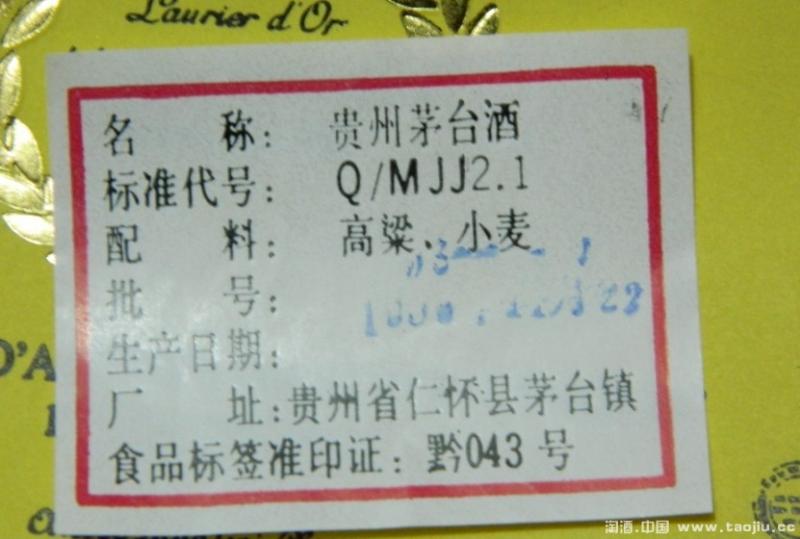 Laurier d'Or
名 称: 贵州茅台酒
标准代号: Q/MJJ2.1
配 料: 高粱、小麦
批 号:
生产日期:
厂 址: 贵州省仁怀县茅台镇
食品标签准印证: 黔043号
D'A
淘酒.中国 www.taojiu.cc